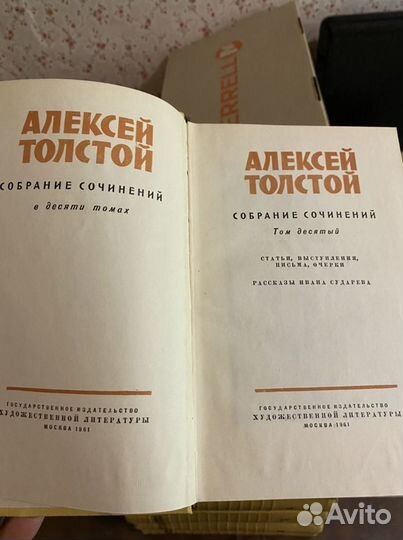 ERRELL
АЛЕКСЕЙ
ТОЛСТОЙ
СОБРАНИЕ СОЧИНЕНИЙ
в десяти томах
ГОСУДАРСТВЕННОЕ ИЗДАТЕЛЬСТВО
ХУДОЖЕСТВЕННОЙ ЛИТЕРАТУРЫ
МОСКВА 1961
АЛЕКСЕЙ
ТОЛСТОЙ
СОБРАНИЕ СОЧИНЕНИЙ
Том десятый
СТАТЬИ, ВЫСТУПЛЕНИЯ,
ПИСЬМА, ОЧЕРКИ
РАССКАЗЫ ИВАНА СУДАРЕВА
ГОСУДАРСТВЕННОЕ ИЗДАТЕЛЬСТВО
ХУДОЖЕСТВЕННОЙ ЛИТЕРАТУРЫ
МОСКВА 1961
Avito